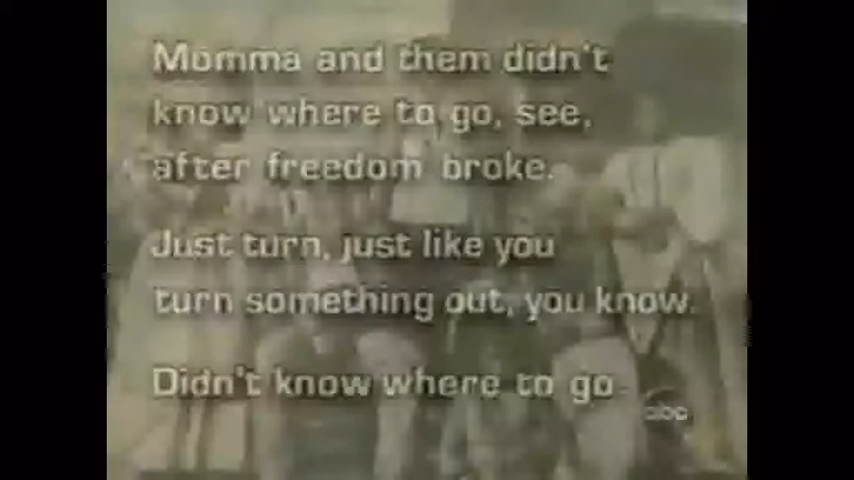 Momma and them didn't
know where to go, see,
after freedom broke.
Just turn, just like you
turn something out, you know.
Didn't know where to go
abc